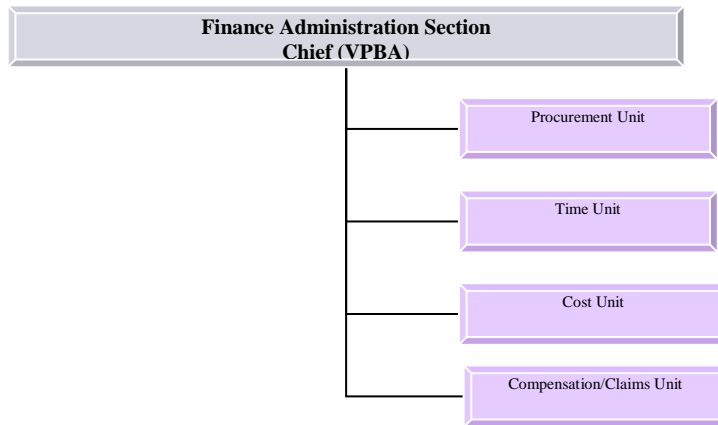 Finance Administration Section
Chief (VPBA)
Procurement Unit
Time Unit
Cost Unit
Compensation/Claims Unit